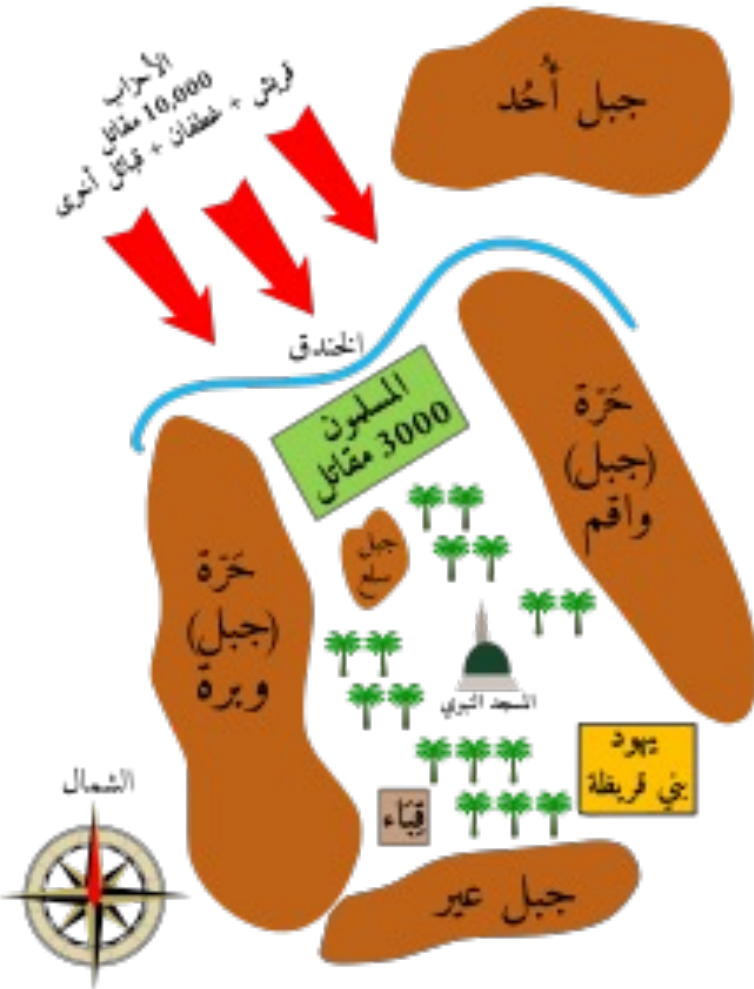 الأحزاب
10,000 مقاتل
قريش + غطفان + قبائل أخرى
جبل أُحُد
الخندق
المسلمون
3000 مقاتل
حَرّة
(جبل)
واقم
جبل
سلع
حَرّة
(جبل)
وبرة
المسجد النبوي
يهود
بني قريظة
قِبَاء
الشمال
جبل عير